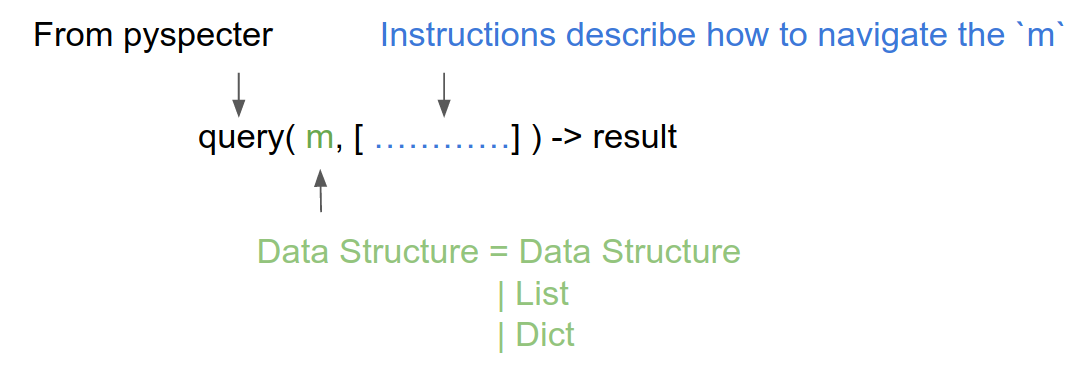 From pyspecter
Instructions describe how to navigate the `m`
query( m, [ ............] ) -> result
Data Structure = Data Structure
| List
| Dict